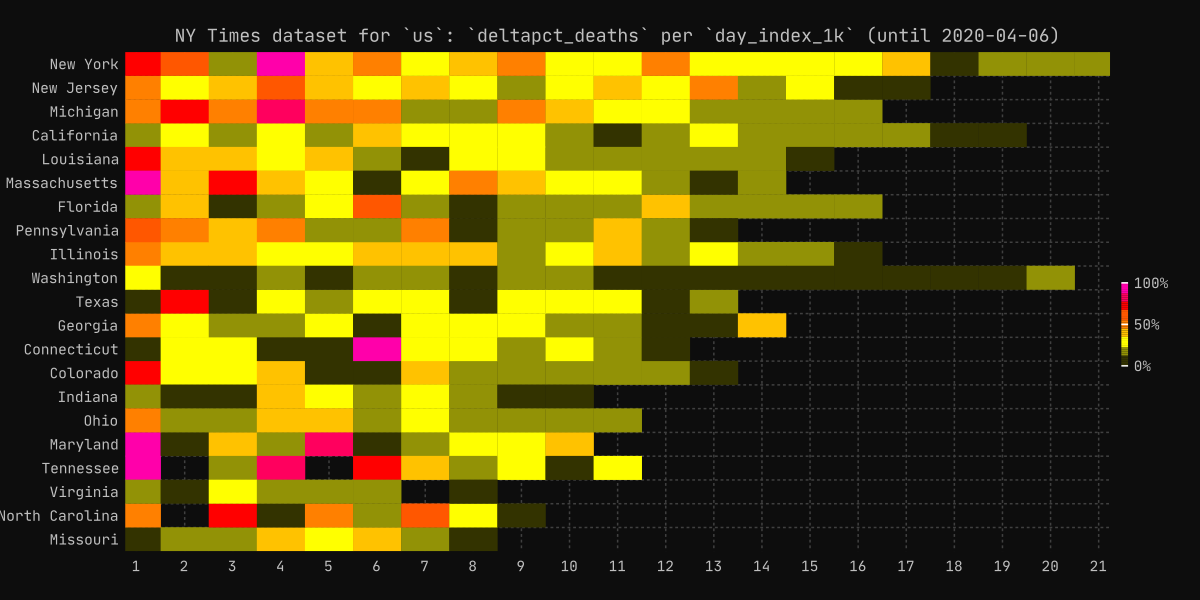 NY Times dataset for `us`: `deltapct_deaths` per `day_index_1k` (until 2020-04-06)
New York
New Jersey
Michigan
California
Louisiana
Massachusetts
Florida
Pennsylvania
Illinois
Washington
Texas
Georgia
Connecticut
Colorado
Indiana
Ohio
Maryland
Tennessee
Virginia
North Carolina
Missouri
1 2 3 4 5 6 7 8 9 10 11 12 13 14 15 16 17 18 19 20 21
100%
50%
0%